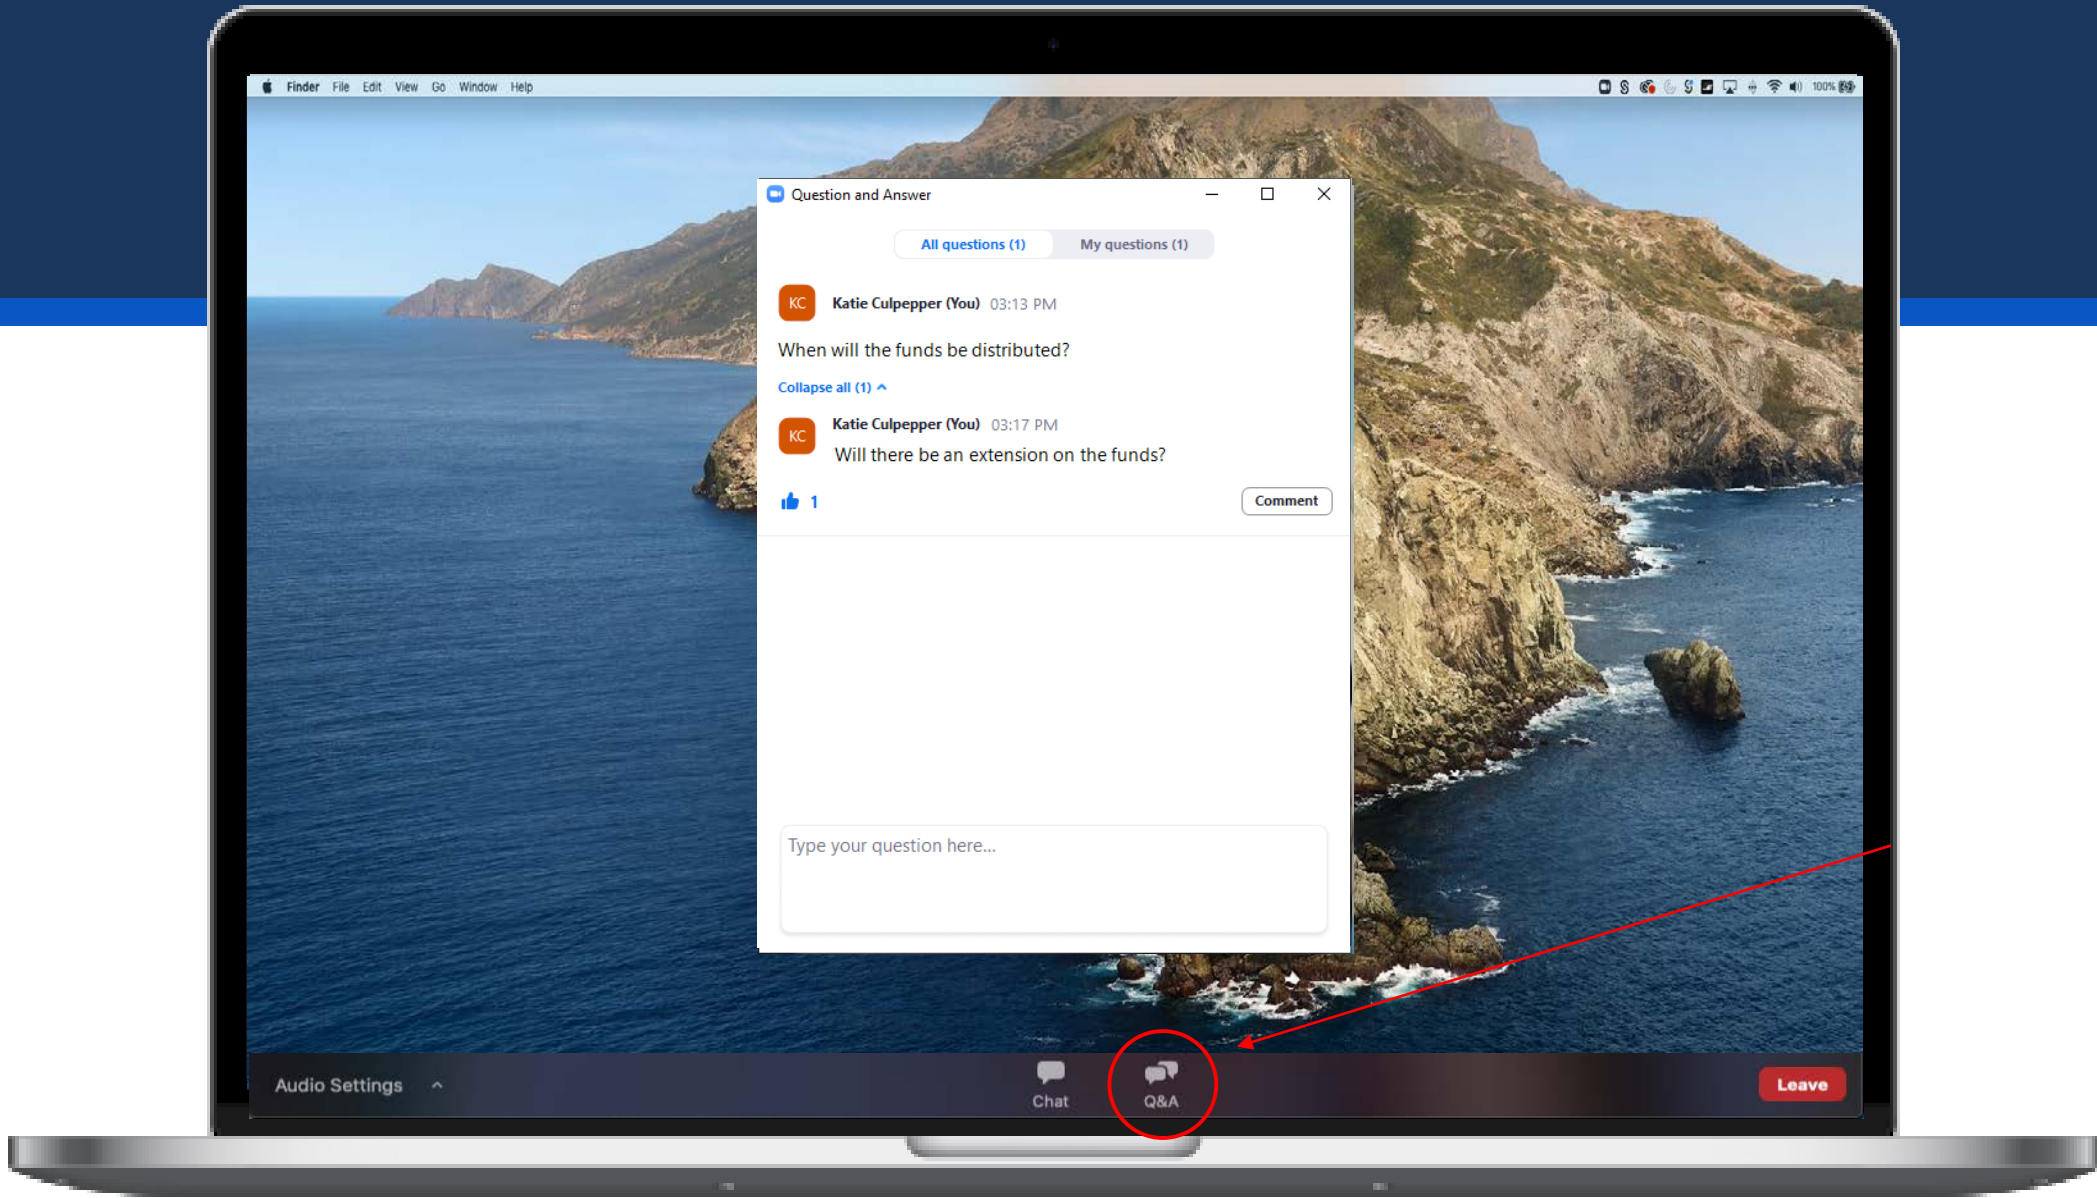 Finder File Edit View Go Window Help 100%
Question and Answer
All questions (1) My questions (1)
KC Katie Culpepper (You) 03:13 PM
When will the funds be distributed?
Collapse all (1)
KC Katie Culpepper (You) 03:17 PM
Will there be an extension on the funds?
1 Comment
Type your question here...
Audio Settings Chat Q&A Leave